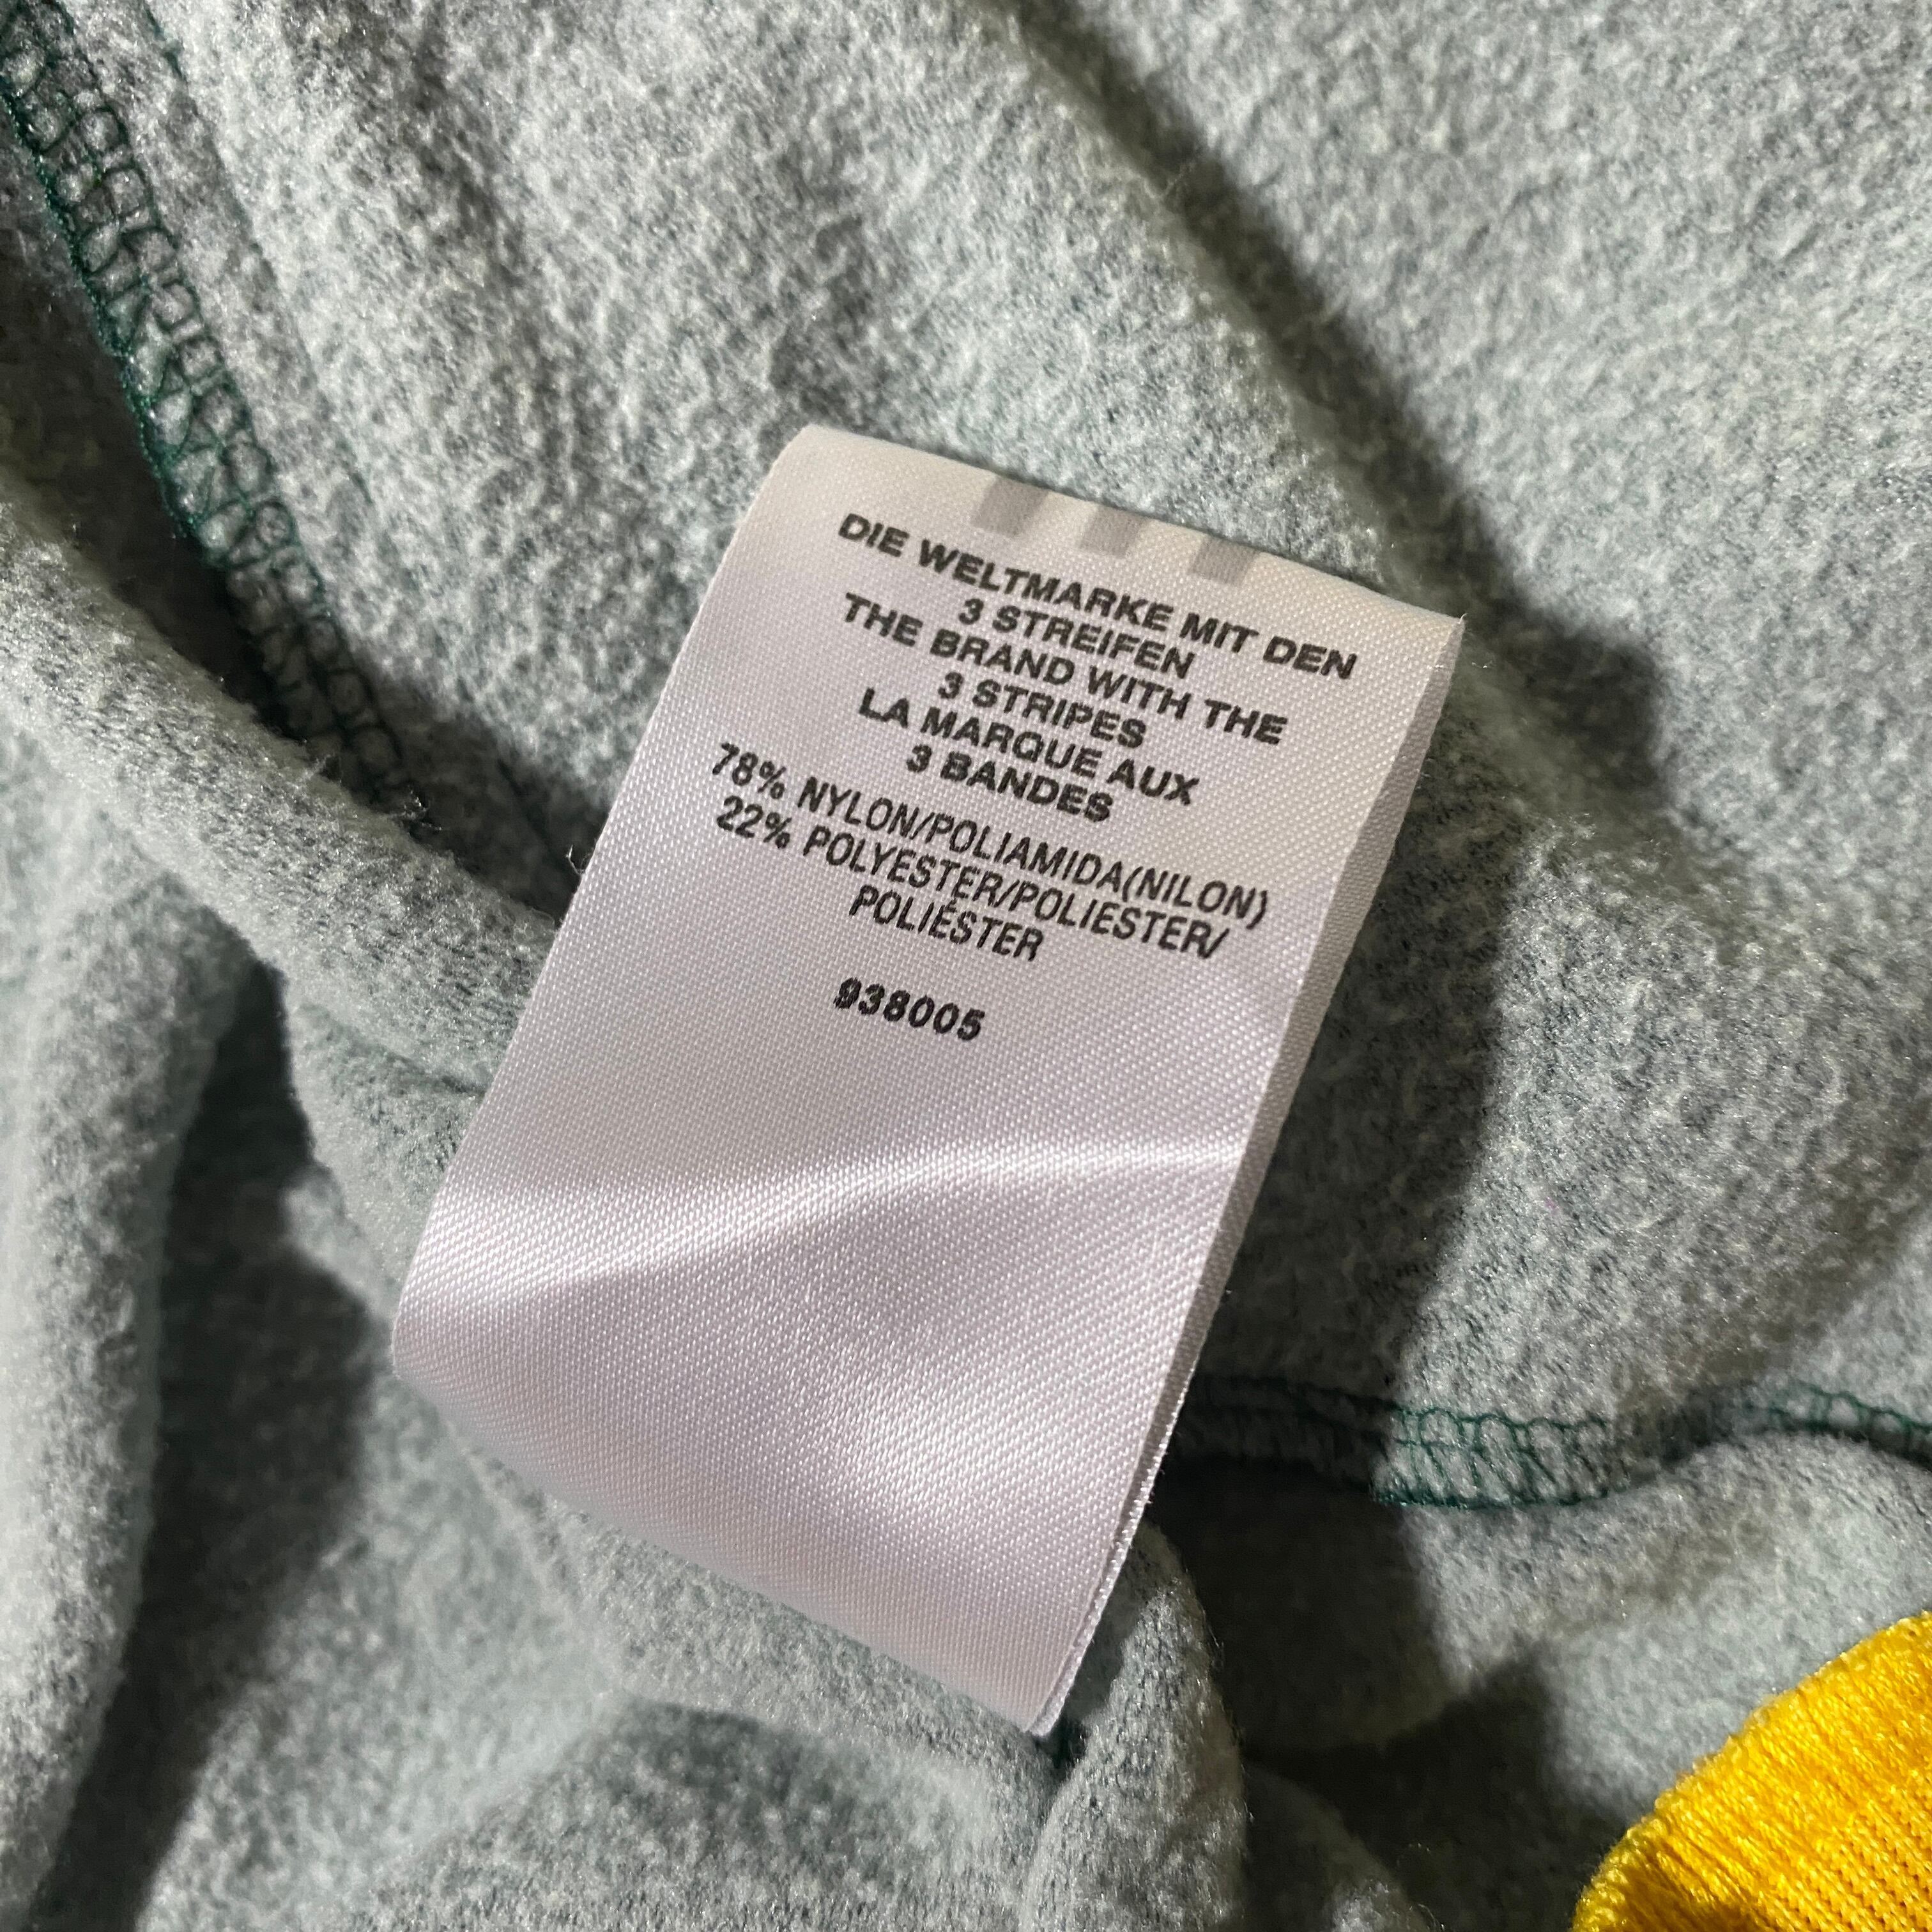 DIE WELTMARKE MIT DEN
3 STREIFEN
THE BRAND WITH THE
3 STRIPES
LA MARQUE AUX
3 BANDES
78% NYLON/POLIAMIDA(NILON)
22% POLYESTER/POLIESTER/
POLIÉSTER
938005